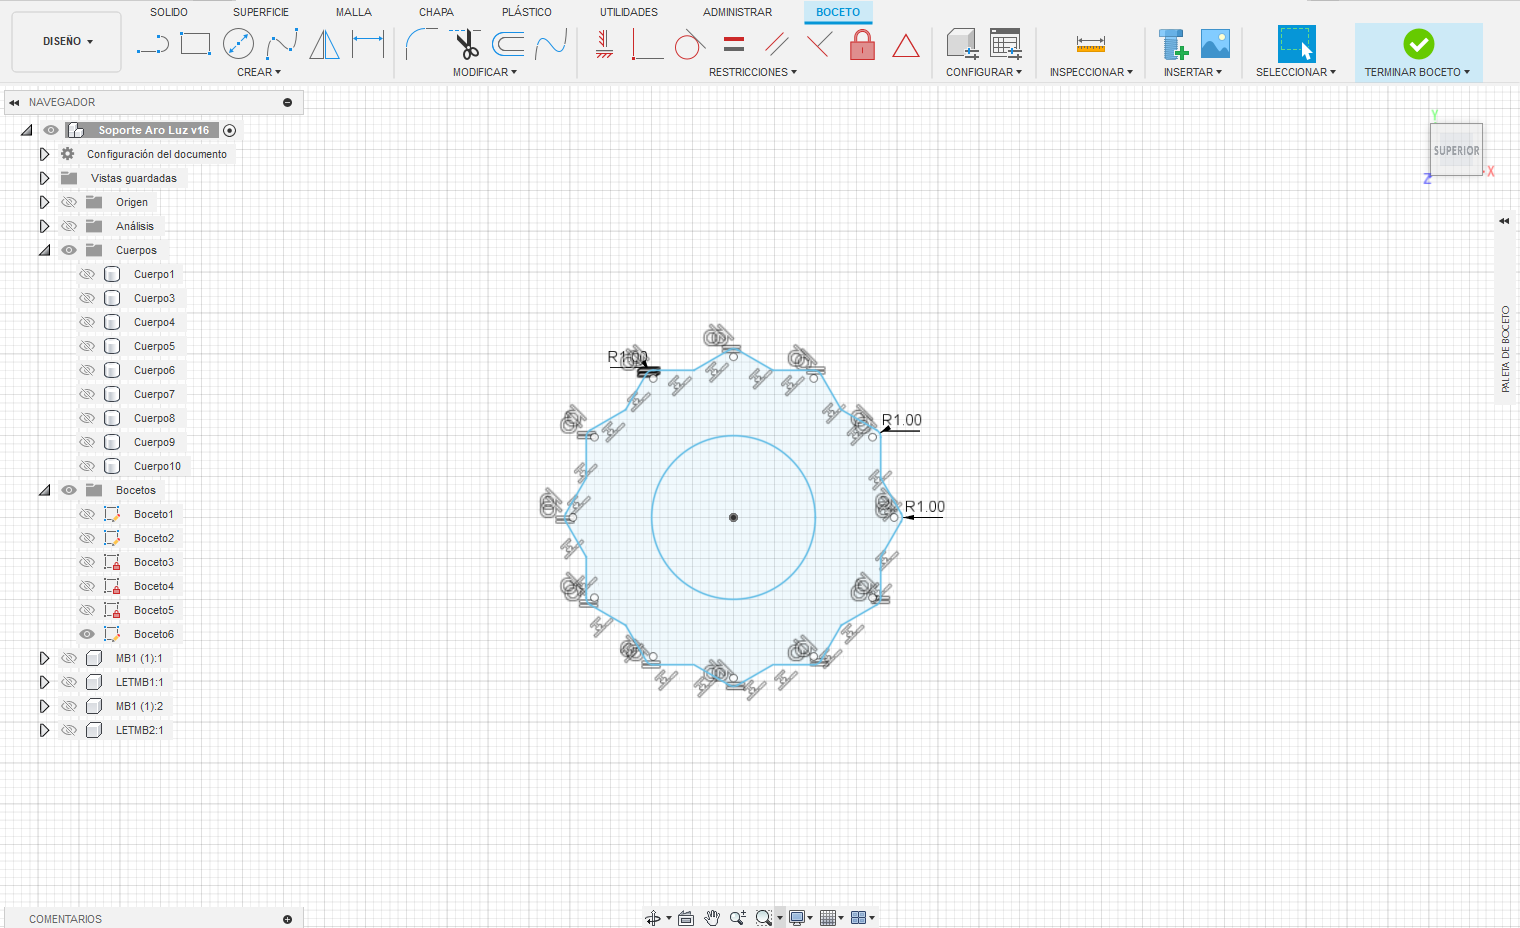 SOLIDO
SUPERFICIE
MALLA
CHAPA
PLÁSTICO
UTILIDADES
ADMINISTRAR
BOCETO
DISEÑO
CREAR
MODIFICAR
RESTRICCIONES
CONFIGURAR
INSPECCIONAR
INSERTAR
SELECCIONAR
TERMINAR BOCETO
NAVEGADOR
Soporte Aro Luz v16
Configuración del documento
Vistas guardadas
Origen
Análisis
Cuerpos
Cuerpo1
Cuerpo3
Cuerpo4
Cuerpo5
Cuerpo6
Cuerpo7
Cuerpo8
Cuerpo9
Cuerpo10
Bocetos
Boceto1
Boceto2
Boceto3
Boceto4
Boceto5
Boceto6
MB1 (1):1
LETMB1:1
MB1 (1):2
LETMB2:1
R1.00
R1.00
R1.00
Y
SUPERIOR
X
Z
PALETA DE BOCETO
COMENTARIOS